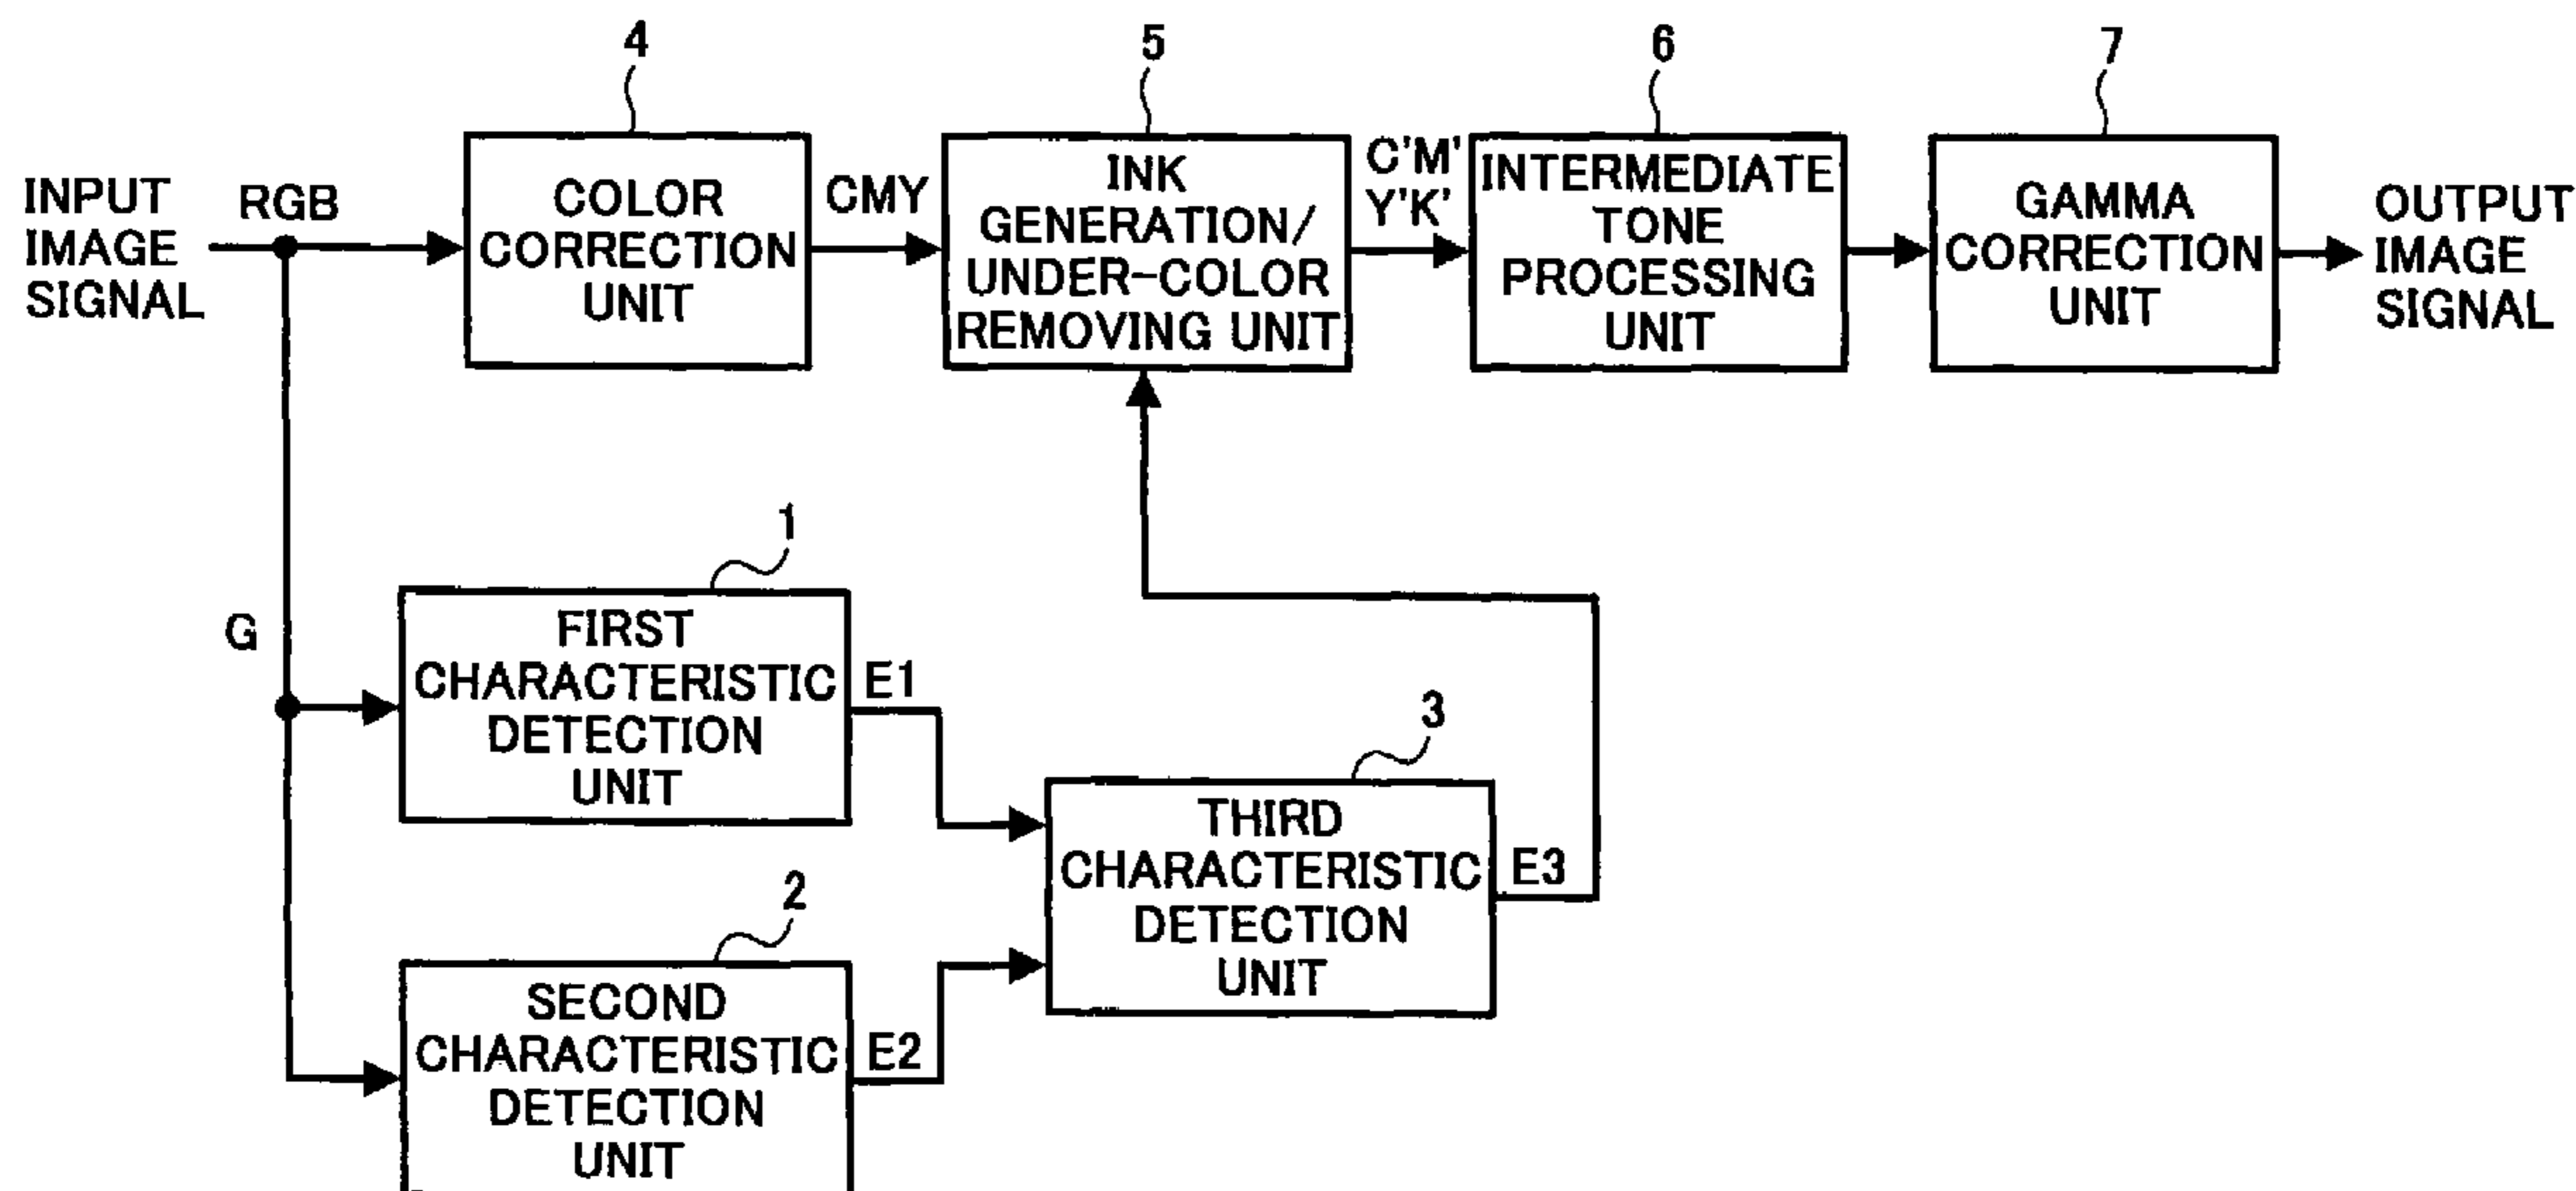 4
5
6
7
INPUT
IMAGE
SIGNAL
RGB
COLOR
CORRECTION
UNIT
CMY
INK
GENERATION/
UNDER-COLOR
REMOVING UNIT
C'M'
Y'K'
INTERMEDIATE
TONE
PROCESSING
UNIT
GAMMA
CORRECTION
UNIT
OUTPUT
IMAGE
SIGNAL
G
1
FIRST
CHARACTERISTIC
DETECTION
UNIT
E1
2
SECOND
CHARACTERISTIC
DETECTION
UNIT
E2
3
THIRD
CHARACTERISTIC
DETECTION
UNIT
E3